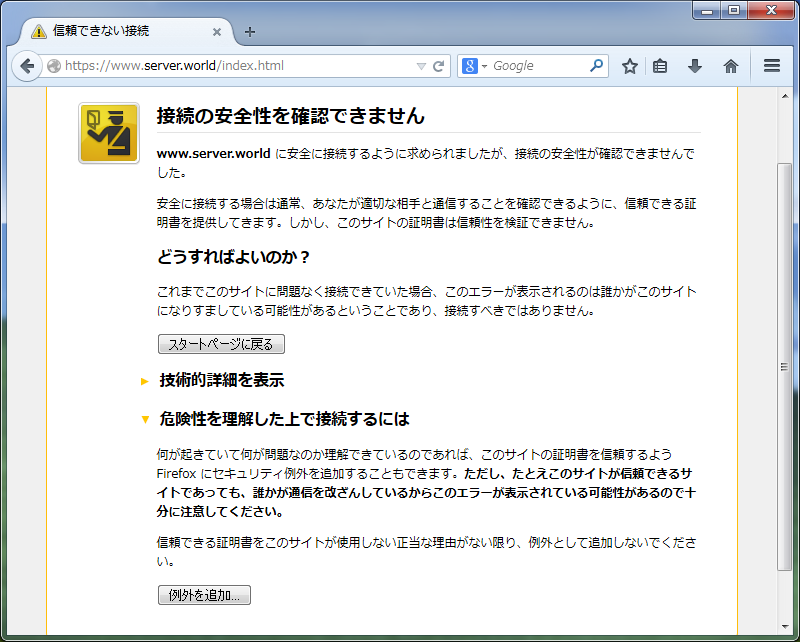 信頼できない接続
https://www.server.world/index.html
Google
接続の安全性を確認できません
www.server.world に安全に接続するように求められましたが、接続の安全性が確認できませんで
した。
安全に接続する場合は通常、あなたが適切な相手と通信することを確認できるように、信頼できる証
明書を提供してきます。しかし、このサイトの証明書は信頼性を検証できません。
どうすればよいのか？
これまでこのサイトに問題なく接続できていた場合、このエラーが表示されるのは誰かがこのサイト
になりすましている可能性があるということであり、接続すべきではありません。
スタートページに戻る
技術的詳細を表示
危険性を理解した上で接続するには
何が起きていて何が問題なのか理解できているのであれば、このサイトの証明書を信頼するよう
Firefox にセキュリティ例外を追加することもできます。ただし、たとえこのサイトが信頼できるサ
イトであっても、誰かが通信を改ざんしているからこのエラーが表示されている可能性があるので十
分に注意してください。
信頼できる証明書をこのサイトが使用しない正当な理由がない限り、例外として追加しないでくださ
い。
例外を追加...